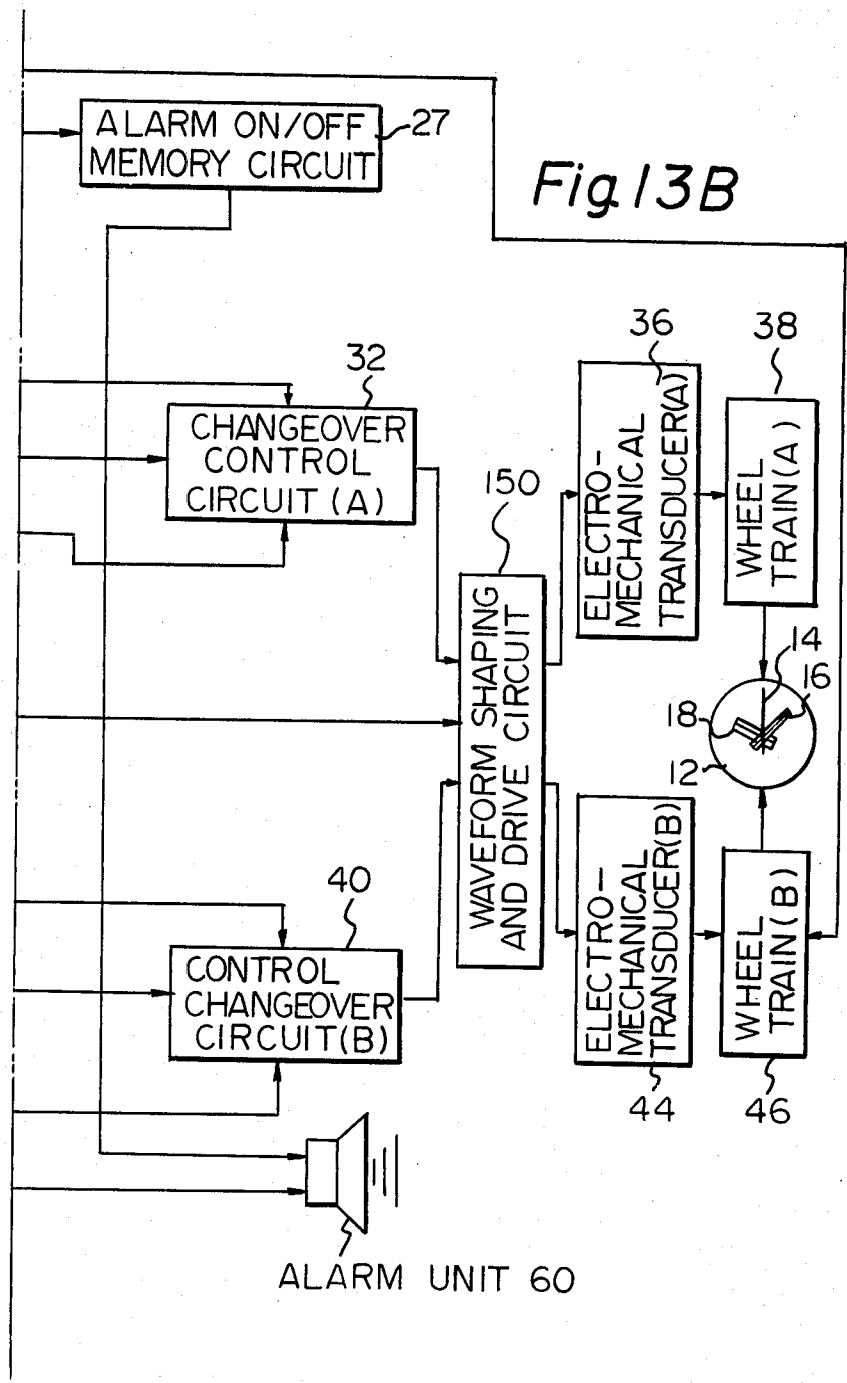 ALARM ON/OFF
MEMORY CIRCUIT
27
Fig.13B
32
CHANGEOVER
CONTROL
CIRCUIT (A)
150
WAVEFORM SHAPING
AND DRIVE CIRCUIT
36
ELECTRO-
MECHANICAL
TRANSDUCER(A)
38
WHEEL
TRAIN(A)
14
16
18
12
40
CONTROL
CHANGEOVER
CIRCUIT(B)
ELECTRO-
MECHANICAL
TRANSDUCER(B)
44
WHEEL
TRAIN(B)
46
ALARM UNIT 60